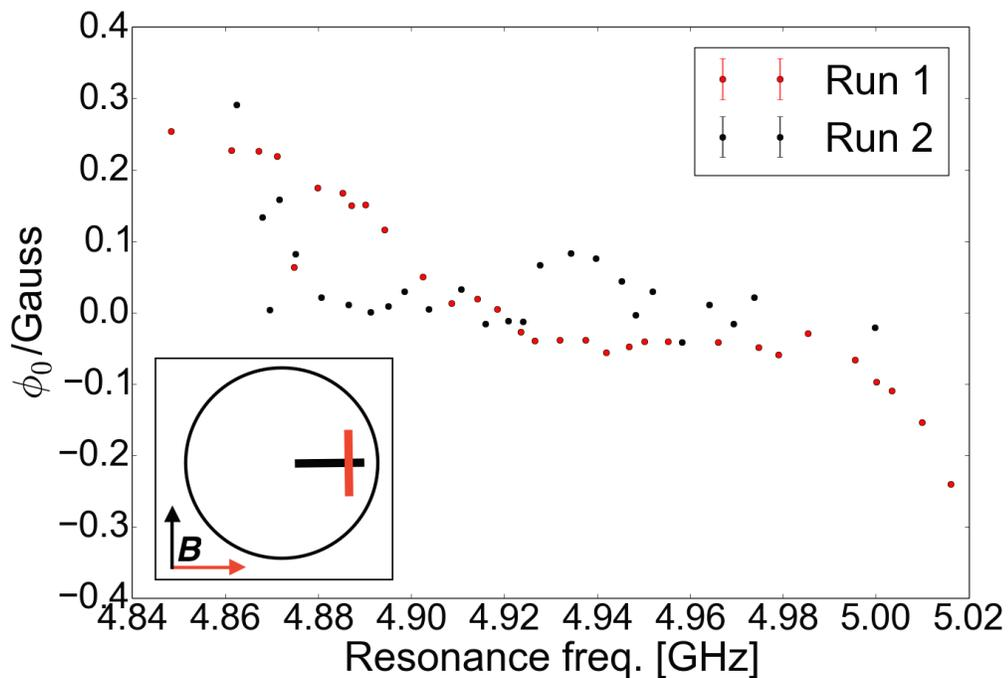 0.4
0.3
0.2
0.1
0.0
−0.1
−0.2
−0.3
−0.4
ϕ0/Gauss
Run 1
Run 2
B
4.84 4.86 4.88 4.90 4.92 4.94 4.96 4.98 5.00 5.02
Resonance freq. [GHz]